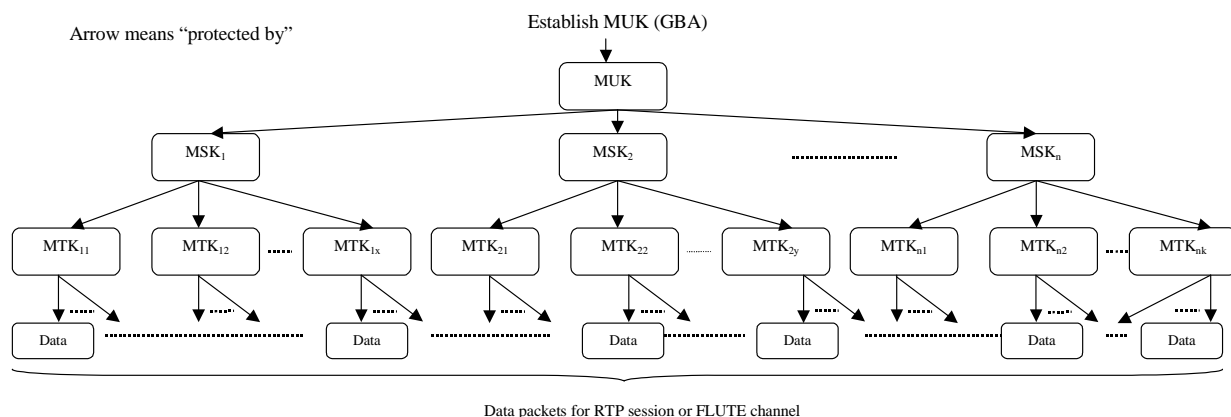 Establish MUK (GBA)
Arrow means “protected by”
MUK
MSK₁ MSK₂ MSKₙ
MTK₁₁ MTK₁₂ MTK₁ₓ MTK₂₁ MTK₂₂ MTK₂ᵧ MTKₙ₁ MTKₙ₂ MTKₙₖ
Data Data Data Data Data Data
Data packets for RTP session or FLUTE channel